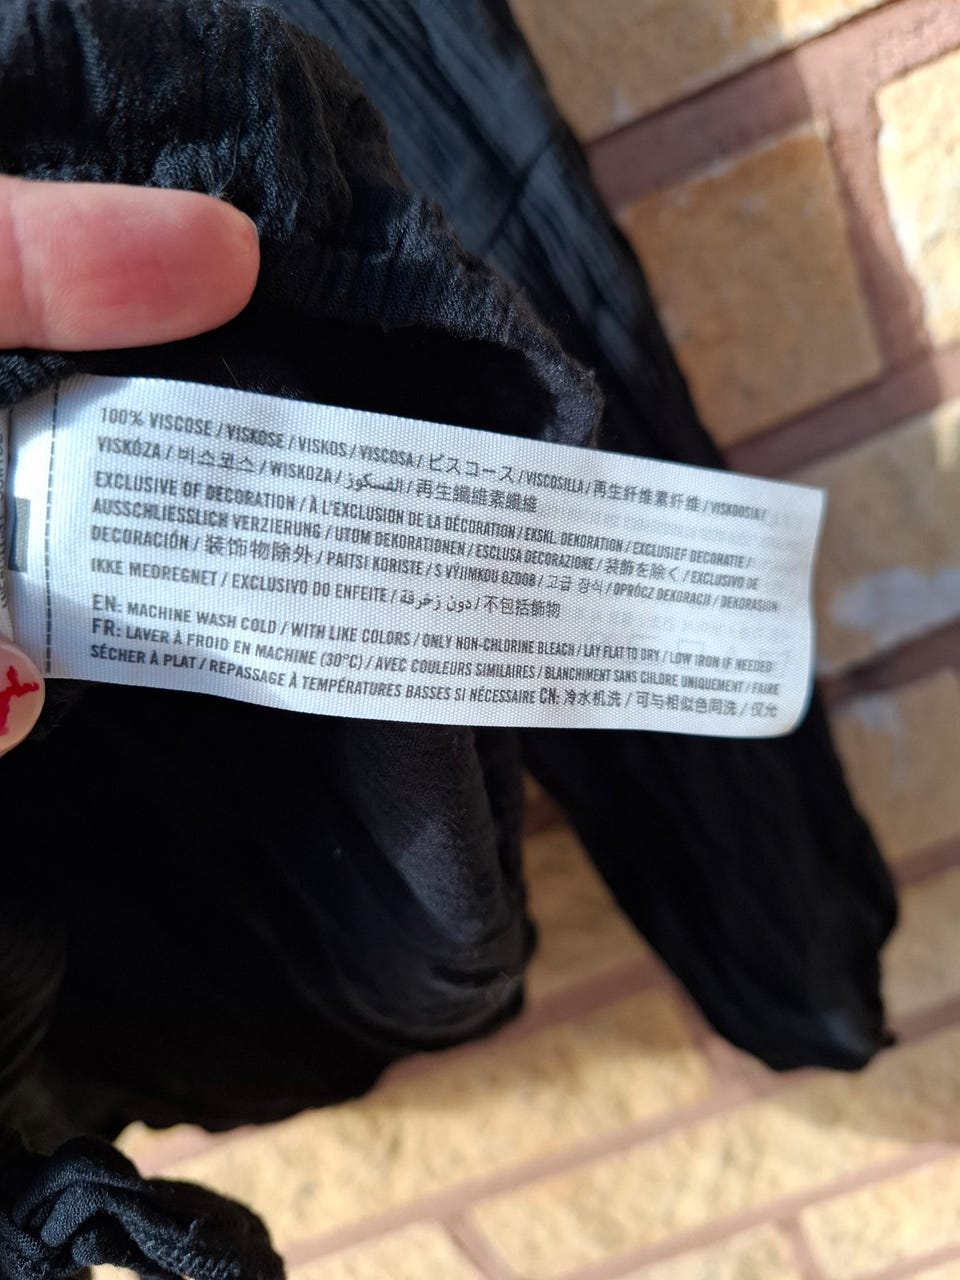 100% VISCOSE / VISKOSE / VISKOS / VISCOSA / ビスコース / VISCOSILLA / 再生纤维素纤维 / VISKOOSIA /
VISKÓZA / 비스코스 / WISKOZA / الفسكوز / 再生纖維素纖維
EXCLUSIVE OF DECORATION / À L'EXCLUSION DE LA DÉCORATION / EKSKL. DEKORATION / EXCLUSIEF DECORATIE /
AUSSCHLIESSLICH VERZIERUNG / UTOM DEKORATIONEN / ESCLUSA DECORAZIONE / 装飾を除く / EXCLUSIVO DE
DECORACIÓN / 装饰物除外 / PAITSI KORISTE / S VÝJIMKOU OZDOB / 고급 장식 / OPRÓCZ DEKORACJI / DEKORASJON
IKKE MEDREGNET / EXCLUSIVO DO ENFEITE / دون زخرفة / 不包括飾物
EN: MACHINE WASH COLD / WITH LIKE COLORS / ONLY NON-CHLORINE BLEACH / LAY FLAT TO DRY / LOW IRON IF NEEDED
FR: LAVER À FROID EN MACHINE (30°C) / AVEC COULEURS SIMILAIRES / BLANCHIMENT SANS CHLORE UNIQUEMENT / FAIRE
SÉCHER À PLAT / REPASSAGE À TEMPÉRATURES BASSES SI NÉCESSAIRE CN: 冷水机洗 / 可与相似色同洗 / 仅允